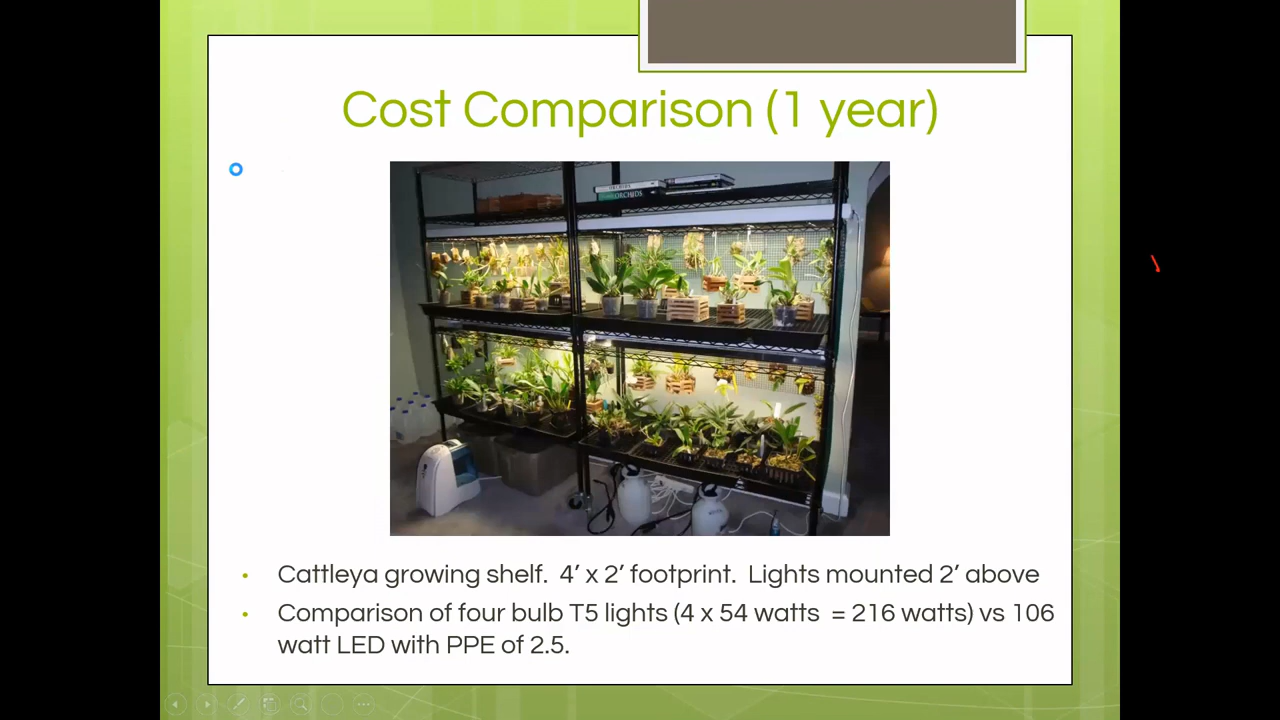 Cost Comparison (1 year)
ORCHIDS
• Cattleya growing shelf.  4’ x 2’ footprint.  Lights mounted 2’ above
• Comparison of four bulb T5 lights (4 x 54 watts  = 216 watts) vs 106
watt LED with PPE of 2.5.